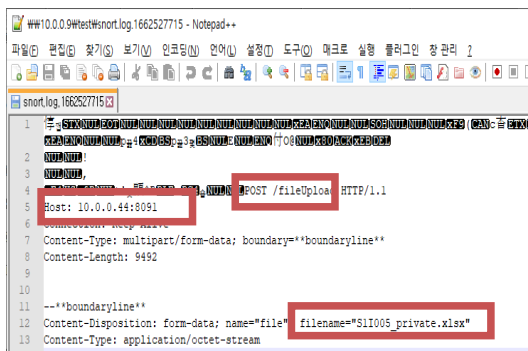 \\10.0.0.9\test\snort.log.1662527715 - Notepad++
파일(F) 편집(E) 찾기(S) 보기(V) 인코딩(N) 언어(L) 설정(T) 도구(O) 매크로 실행 플러그인 창 관리 ?
snort.log.1662527715
1
2 NUL NUL NUL!
3 NUL NUL NUL,
4 POST /fileUpload HTTP/1.1
5 Host: 10.0.0.44:8091
6 Connection: Keep-Alive
7 Content-Type: multipart/form-data; boundary=**boundaryline**
8 Content-Length: 9492
9
10
11 --**boundaryline**
12 Content-Disposition: form-data; name="file" filename="S1I005_private.xlsx"
13 Content-Type: application/octet-stream